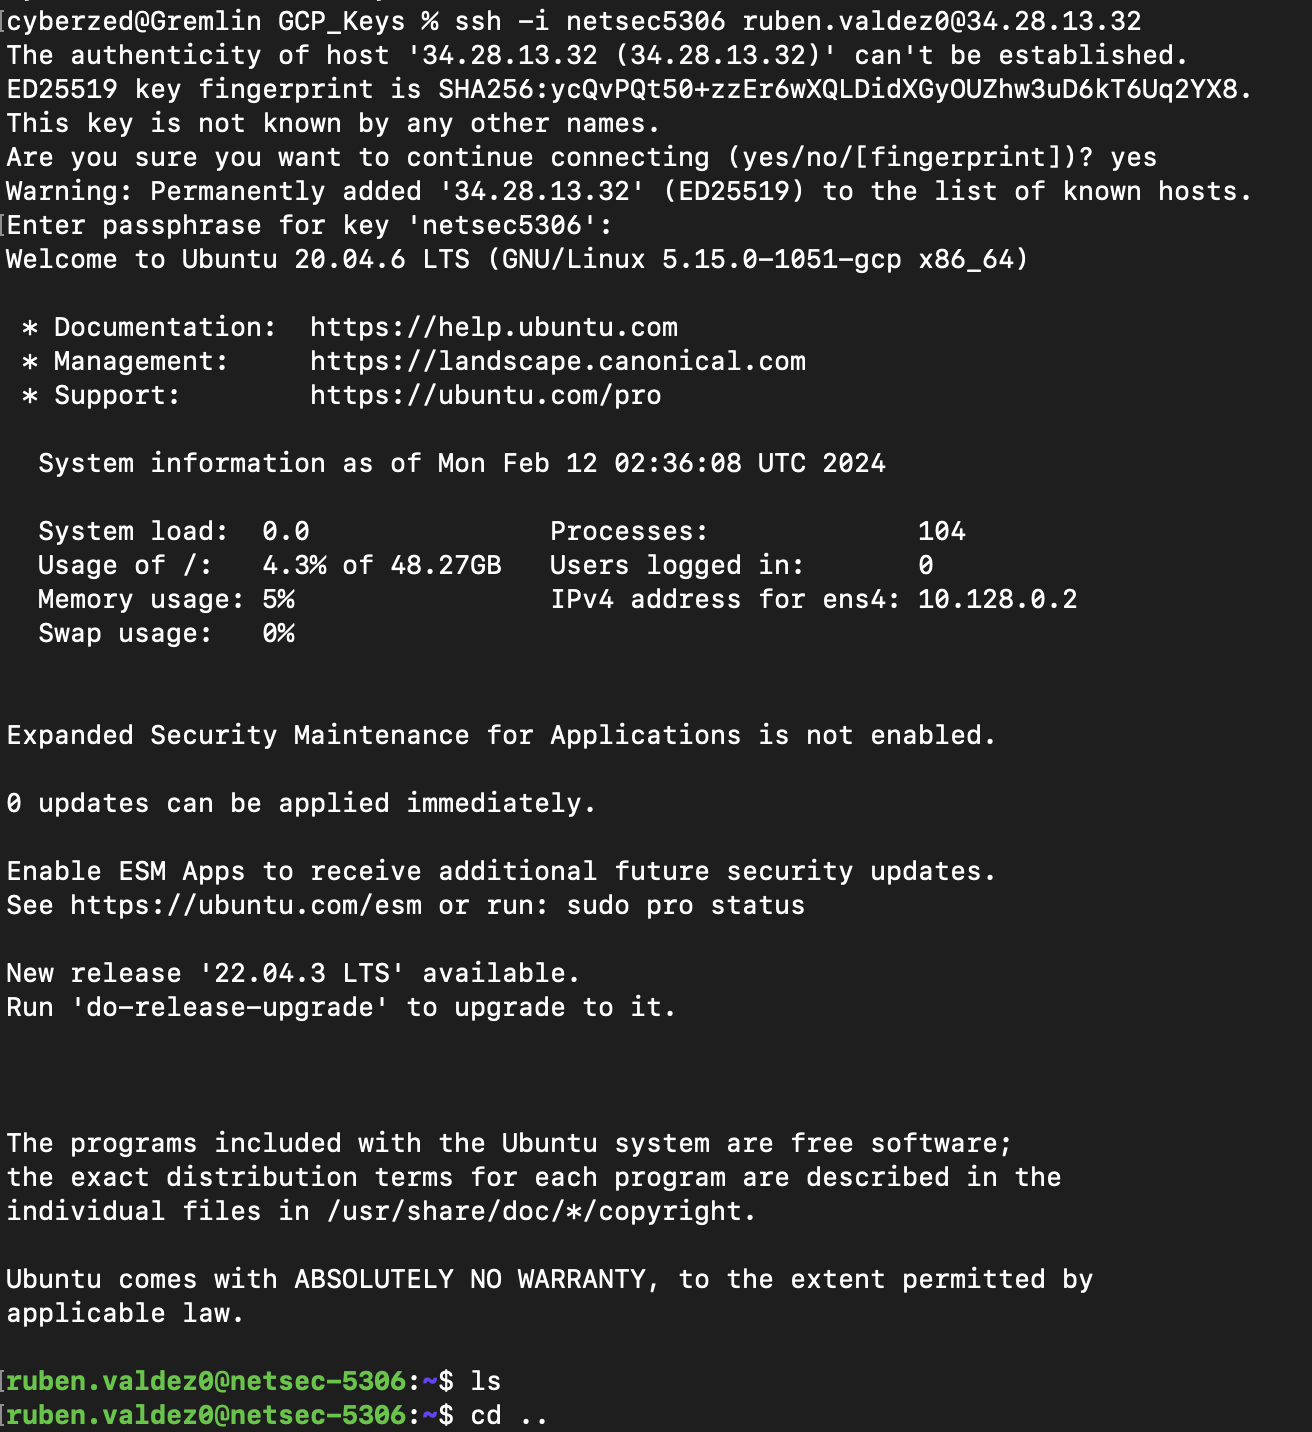 cyberzed@Gremlin GCP_Keys % ssh -i netsec5306 ruben.valdez0@34.28.13.32
The authenticity of host '34.28.13.32 (34.28.13.32)' can't be established.
ED25519 key fingerprint is SHA256:ycQvPQt50+zzEr6wXQLDidXGyOUZhw3uD6kT6Uq2YX8.
This key is not known by any other names.
Are you sure you want to continue connecting (yes/no/[fingerprint])? yes
Warning: Permanently added '34.28.13.32' (ED25519) to the list of known hosts.
Enter passphrase for key 'netsec5306':
Welcome to Ubuntu 20.04.6 LTS (GNU/Linux 5.15.0-1051-gcp x86_64)

 * Documentation:  https://help.ubuntu.com
 * Management:     https://landscape.canonical.com
 * Support:        https://ubuntu.com/pro

  System information as of Mon Feb 12 02:36:08 UTC 2024

  System load:  0.0               Processes:             104
  Usage of /:   4.3% of 48.27GB   Users logged in:       0
  Memory usage: 5%                IPv4 address for ens4: 10.128.0.2
  Swap usage:   0%

Expanded Security Maintenance for Applications is not enabled.

0 updates can be applied immediately.

Enable ESM Apps to receive additional future security updates.
See https://ubuntu.com/esm or run: sudo pro status

New release '22.04.3 LTS' available.
Run 'do-release-upgrade' to upgrade to it.

The programs included with the Ubuntu system are free software;
the exact distribution terms for each program are described in the
individual files in /usr/share/doc/*/copyright.

Ubuntu comes with ABSOLUTELY NO WARRANTY, to the extent permitted by
applicable law.

ruben.valdez0@netsec-5306:~$ ls
ruben.valdez0@netsec-5306:~$ cd ..